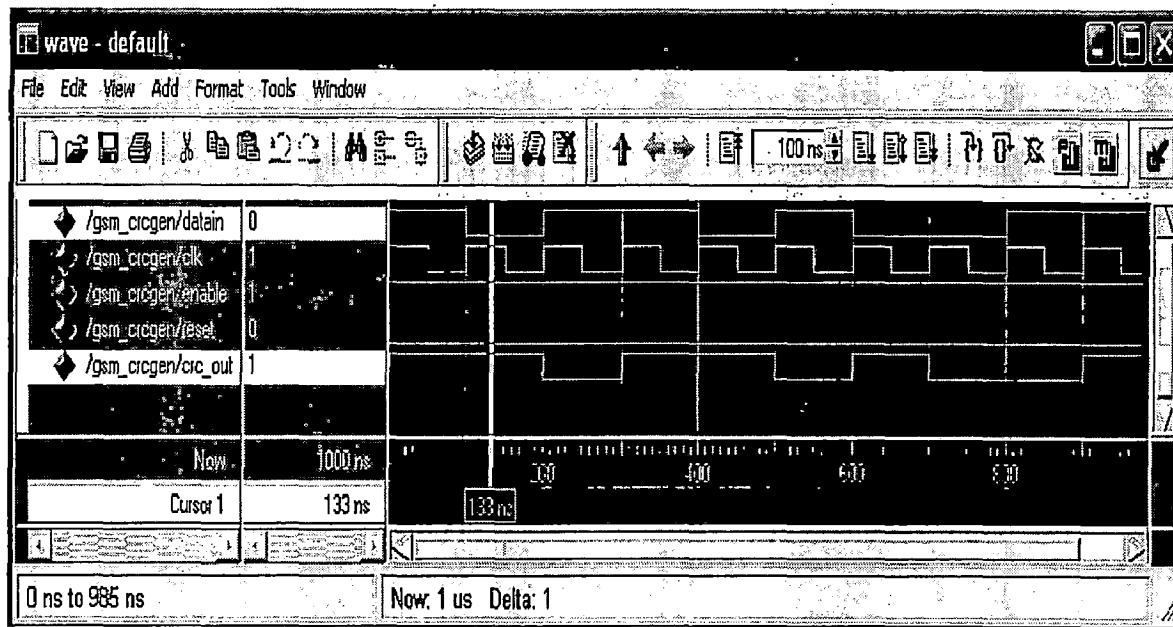 wave - default
File Edit View Add Format Tools Window
100 ns
/gsm_crcgen/datain 0
/gsm_crcgen/clk 1
/gsm_crcgen/enable 1
/gsm_crcgen/reset 0
/gsm_crcgen/crc_out 1
Now 1000 ns
200 400 600 800
Cursor 1 133 ns
133 ns
0 ns to 985 ns
Now: 1 us Delta: 1